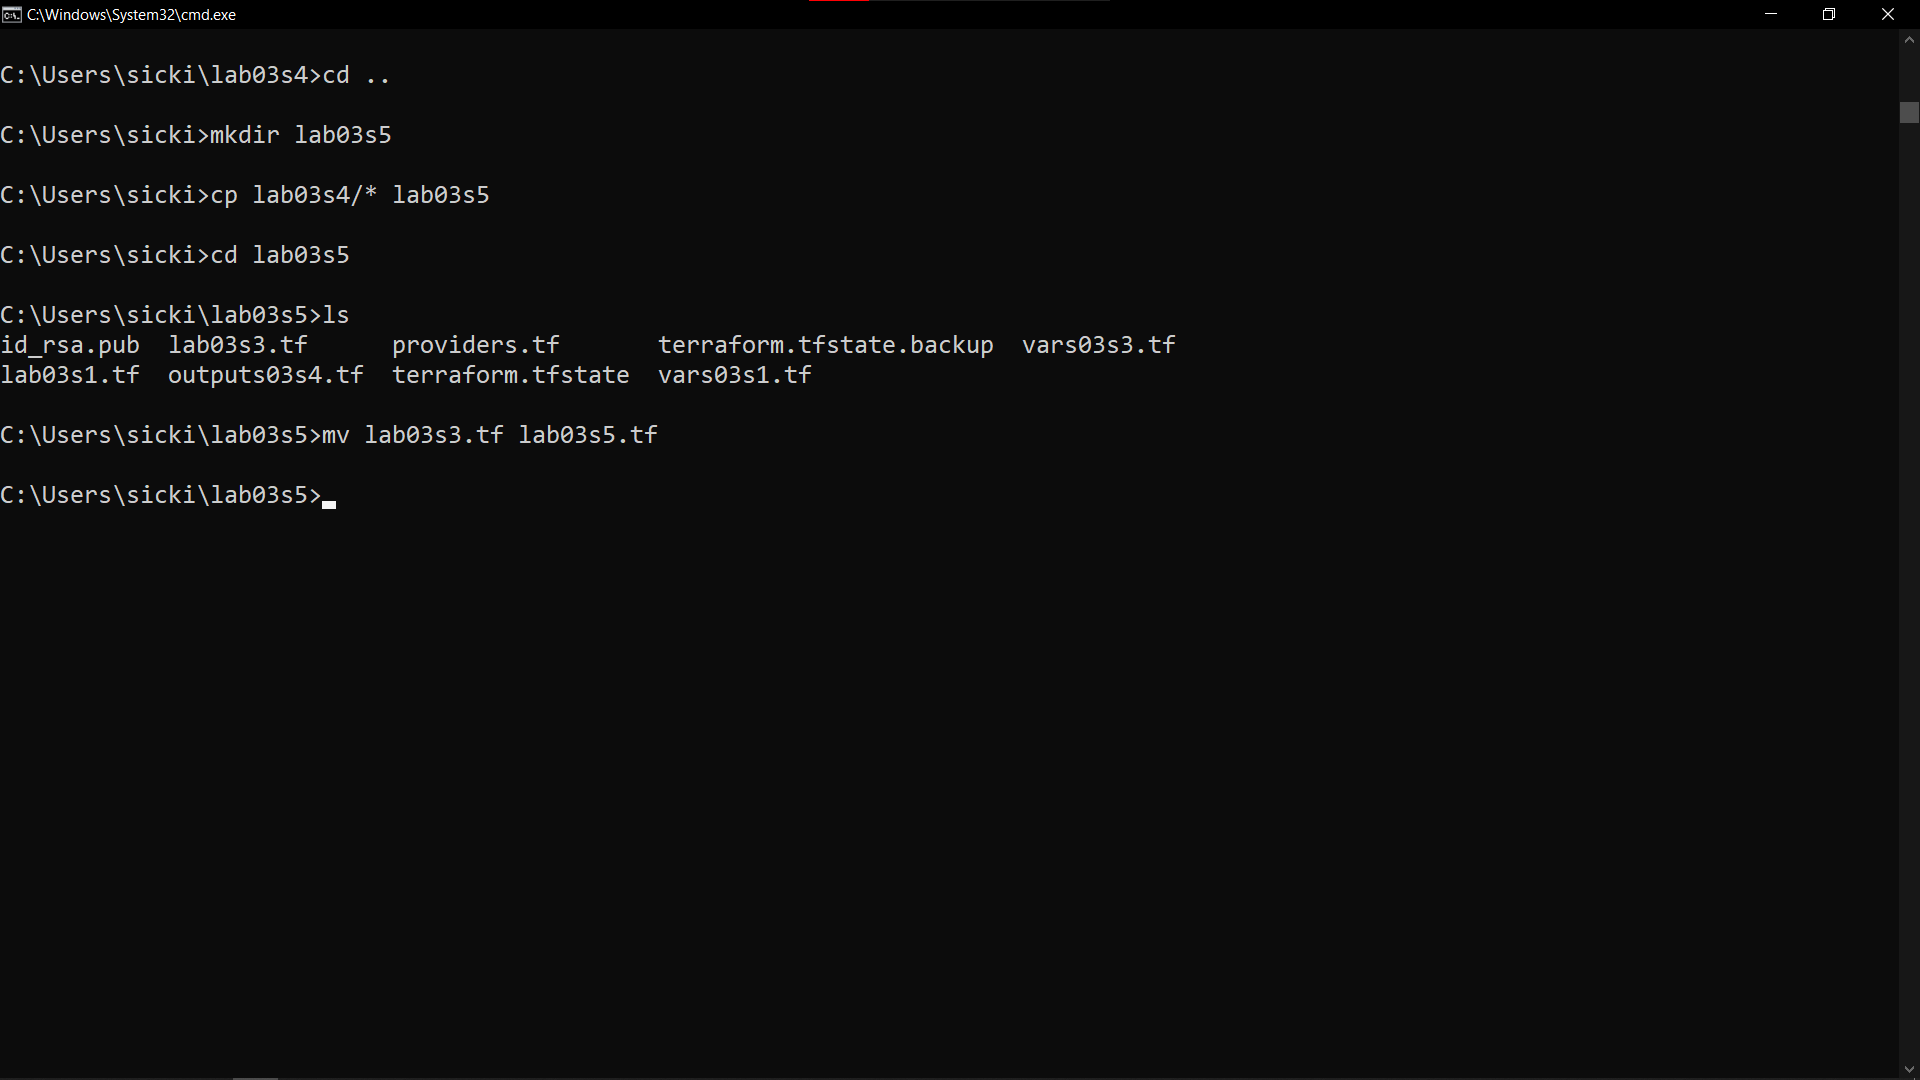 C:\Windows\System32\cmd.exe
C:\Users\sicki\lab03s4>cd ..
C:\Users\sicki>mkdir lab03s5
C:\Users\sicki>cp lab03s4/* lab03s5
C:\Users\sicki>cd lab03s5
C:\Users\sicki\lab03s5>ls
id_rsa.pub  lab03s3.tf      providers.tf       terraform.tfstate.backup  vars03s3.tf
lab03s1.tf  outputs03s4.tf  terraform.tfstate  vars03s1.tf
C:\Users\sicki\lab03s5>mv lab03s3.tf lab03s5.tf
C:\Users\sicki\lab03s5>